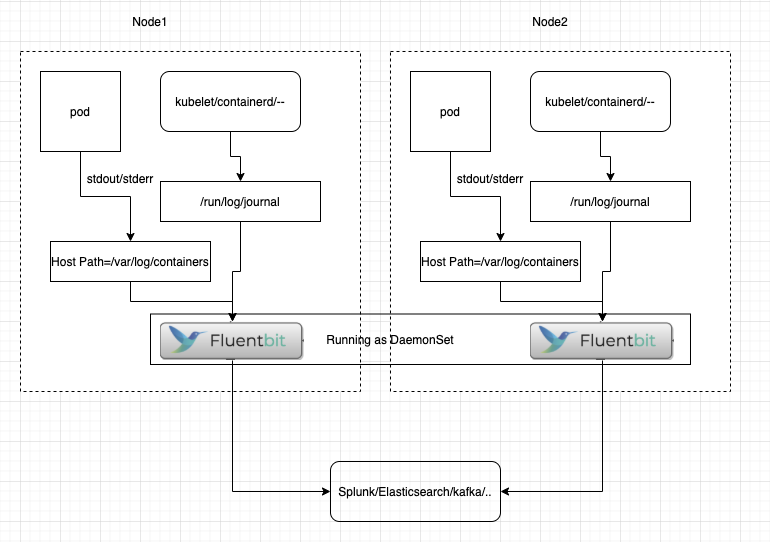 Node1
Node2
pod
kubelet/containerd/--
pod
kubelet/containerd/--
stdout/stderr
/run/log/journal
stdout/stderr
/run/log/journal
Host Path=/var/log/containers
Host Path=/var/log/containers
Fluentbit
Running as DaemonSet
Fluentbit
Splunk/Elasticsearch/kafka/..